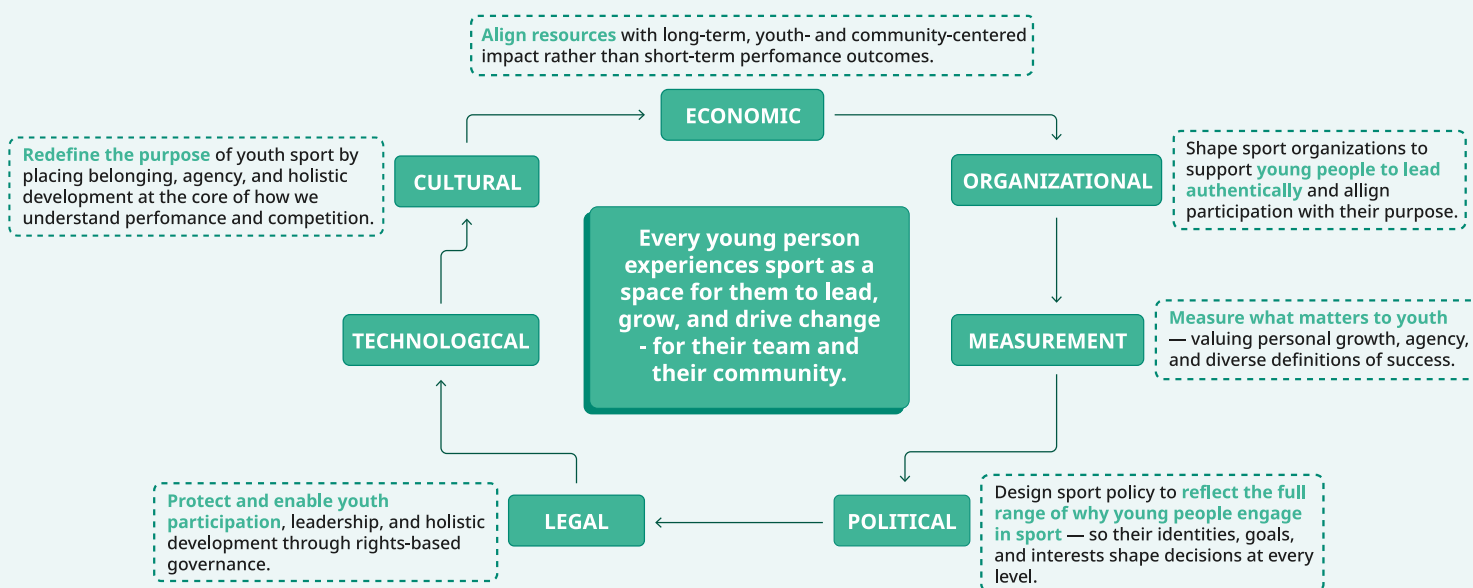 Align resources with long-term, youth- and community-centered
impact rather than short-term perfomance outcomes.
ECONOMIC
Redefine the purpose of youth sport by
placing belonging, agency, and holistic
development at the core of how we
understand perfomance and competition.
CULTURAL
ORGANIZATIONAL
Shape sport organizations to
support young people to lead
authentically and allign
participation with their purpose.
Every young person
experiences sport as a
space for them to lead,
grow, and drive change
- for their team and
their community.
TECHNOLOGICAL
MEASUREMENT
Measure what matters to youth
— valuing personal growth, agency,
and diverse definitions of success.
Protect and enable youth
participation, leadership, and holistic
development through rights-based
governance.
LEGAL
POLITICAL
Design sport policy to reflect the full
range of why young people engage
in sport — so their identities, goals,
and interests shape decisions at every
level.